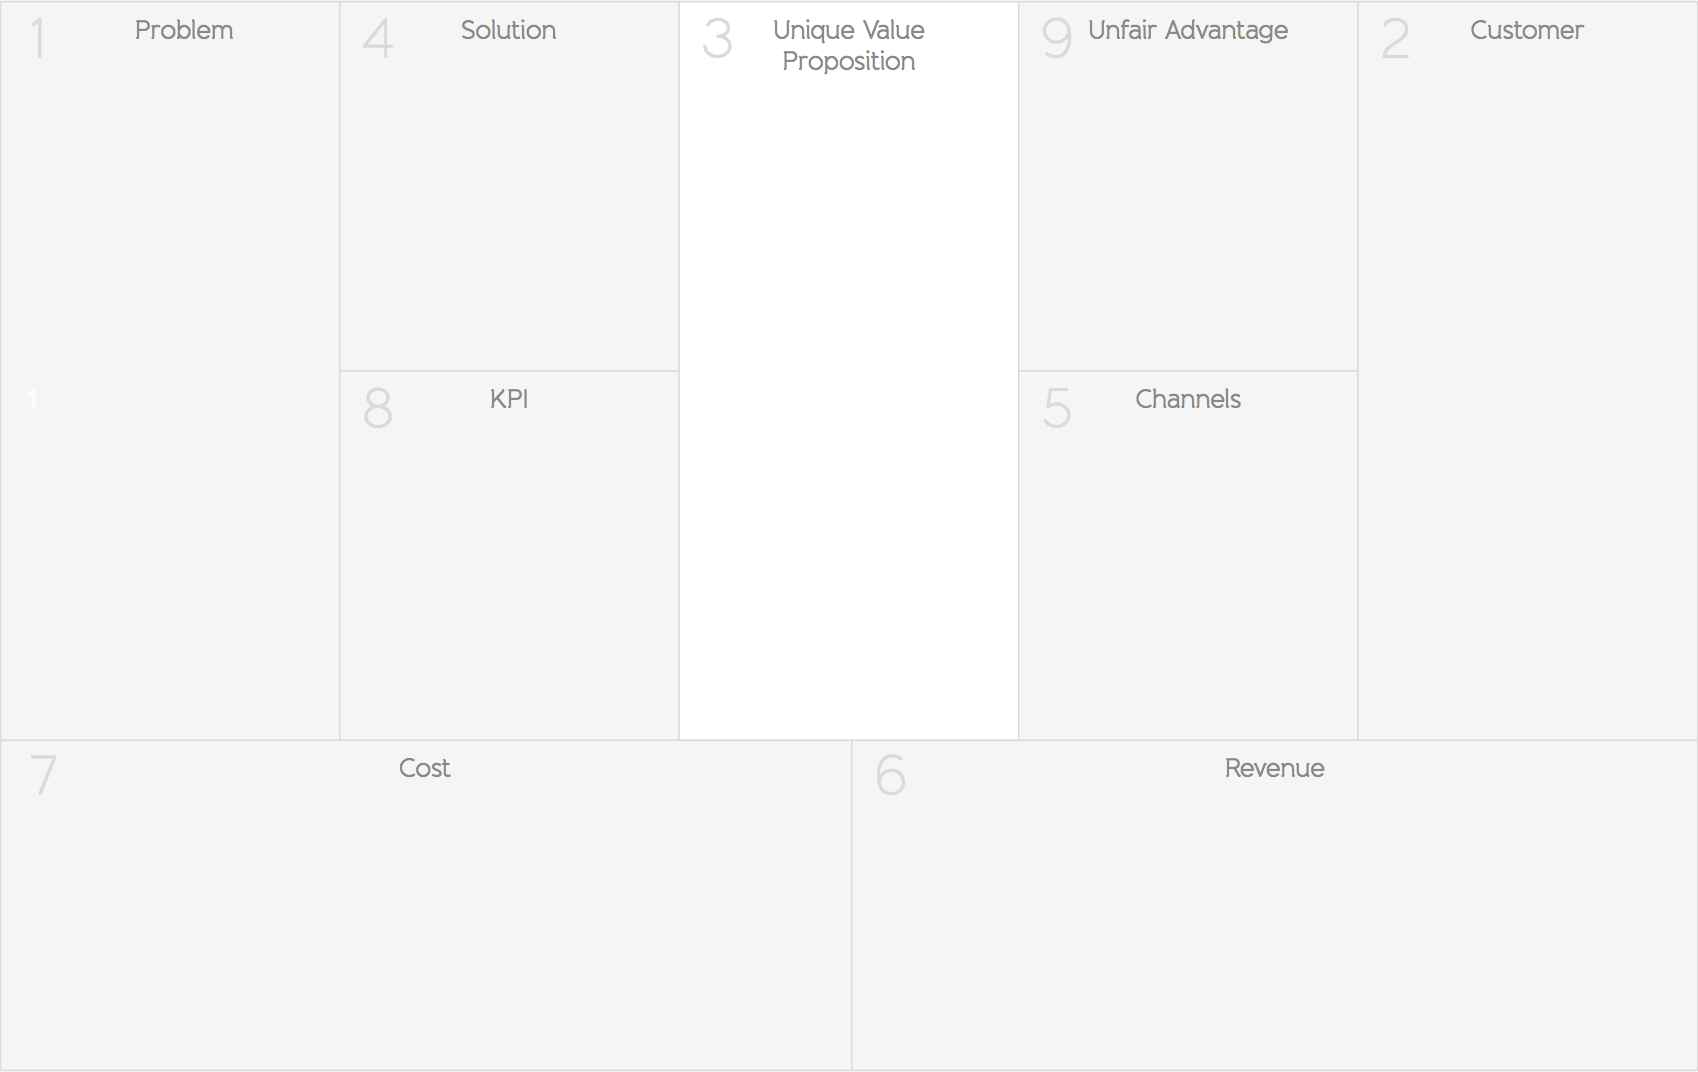 1
Problem
4
Solution
3
Unique Value
Proposition
9
Unfair Advantage
2
Customer
1
8
KPI
5
Channels
7
Cost
6
Revenue